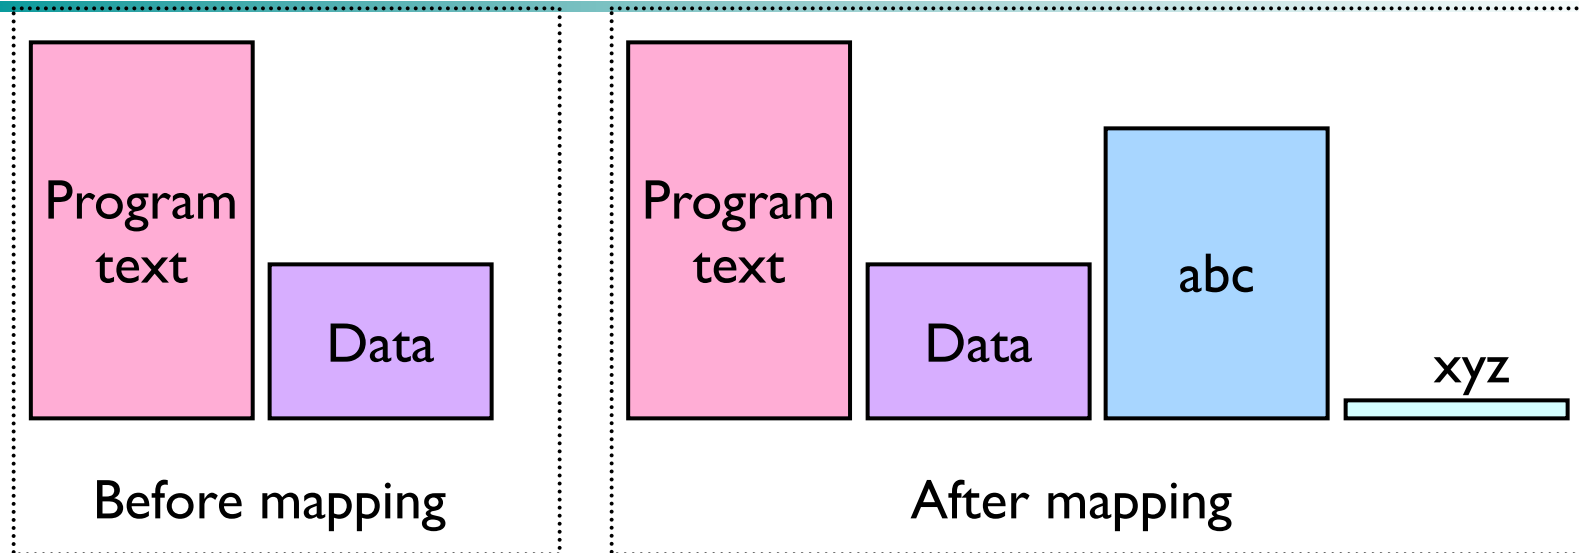 Program
text
Data
Before mapping
Program
text
Data
abc
xyz
After mapping